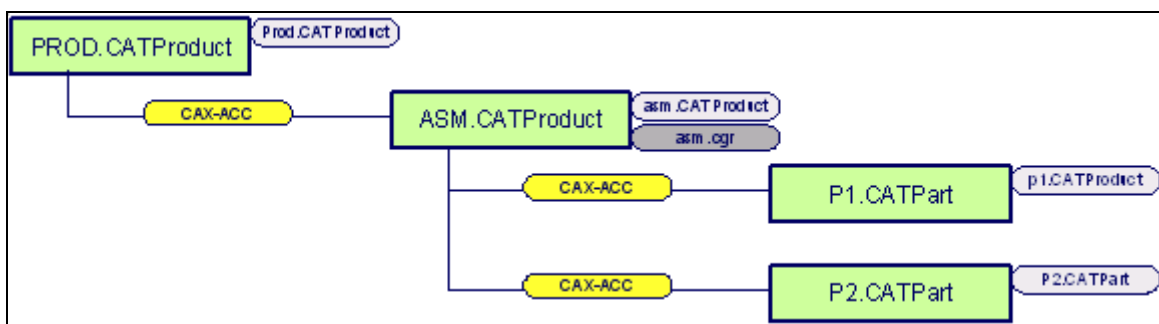 PROD.CATProduct
Prod.CATProduct
CAX-ACC
ASM.CATProduct
asm.CATProduct
asm.cgr
CAX-ACC
P1.CATPart
p1.CATProduct
CAX-ACC
P2.CATPart
P2.CATPart